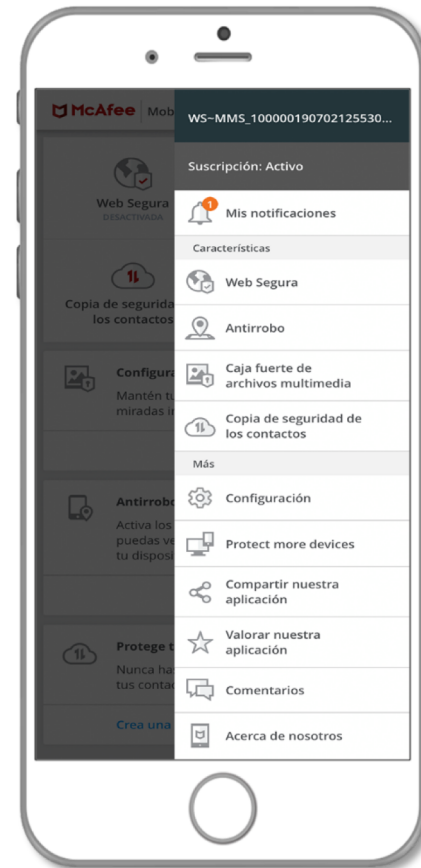 McAfee Mob
WS~MMS_100000190702125530...
Suscripción: Activo
Web Segura
DESACTIVADA
Copia de segurida
los contactos
Configura
Mantén tu
miradas in
Antirrobo
Activa los
puedas ve
tu disposi
Protege t
Nunca ha
tus contac
Crea una
1
Mis notificaciones
Características
Web Segura
Antirrobo
Caja fuerte de
archivos multimedia
Copia de seguridad de
los contactos
Más
Configuración
Protect more devices
Compartir nuestra
aplicación
Valorar nuestra
aplicación
Comentarios
Acerca de nosotros